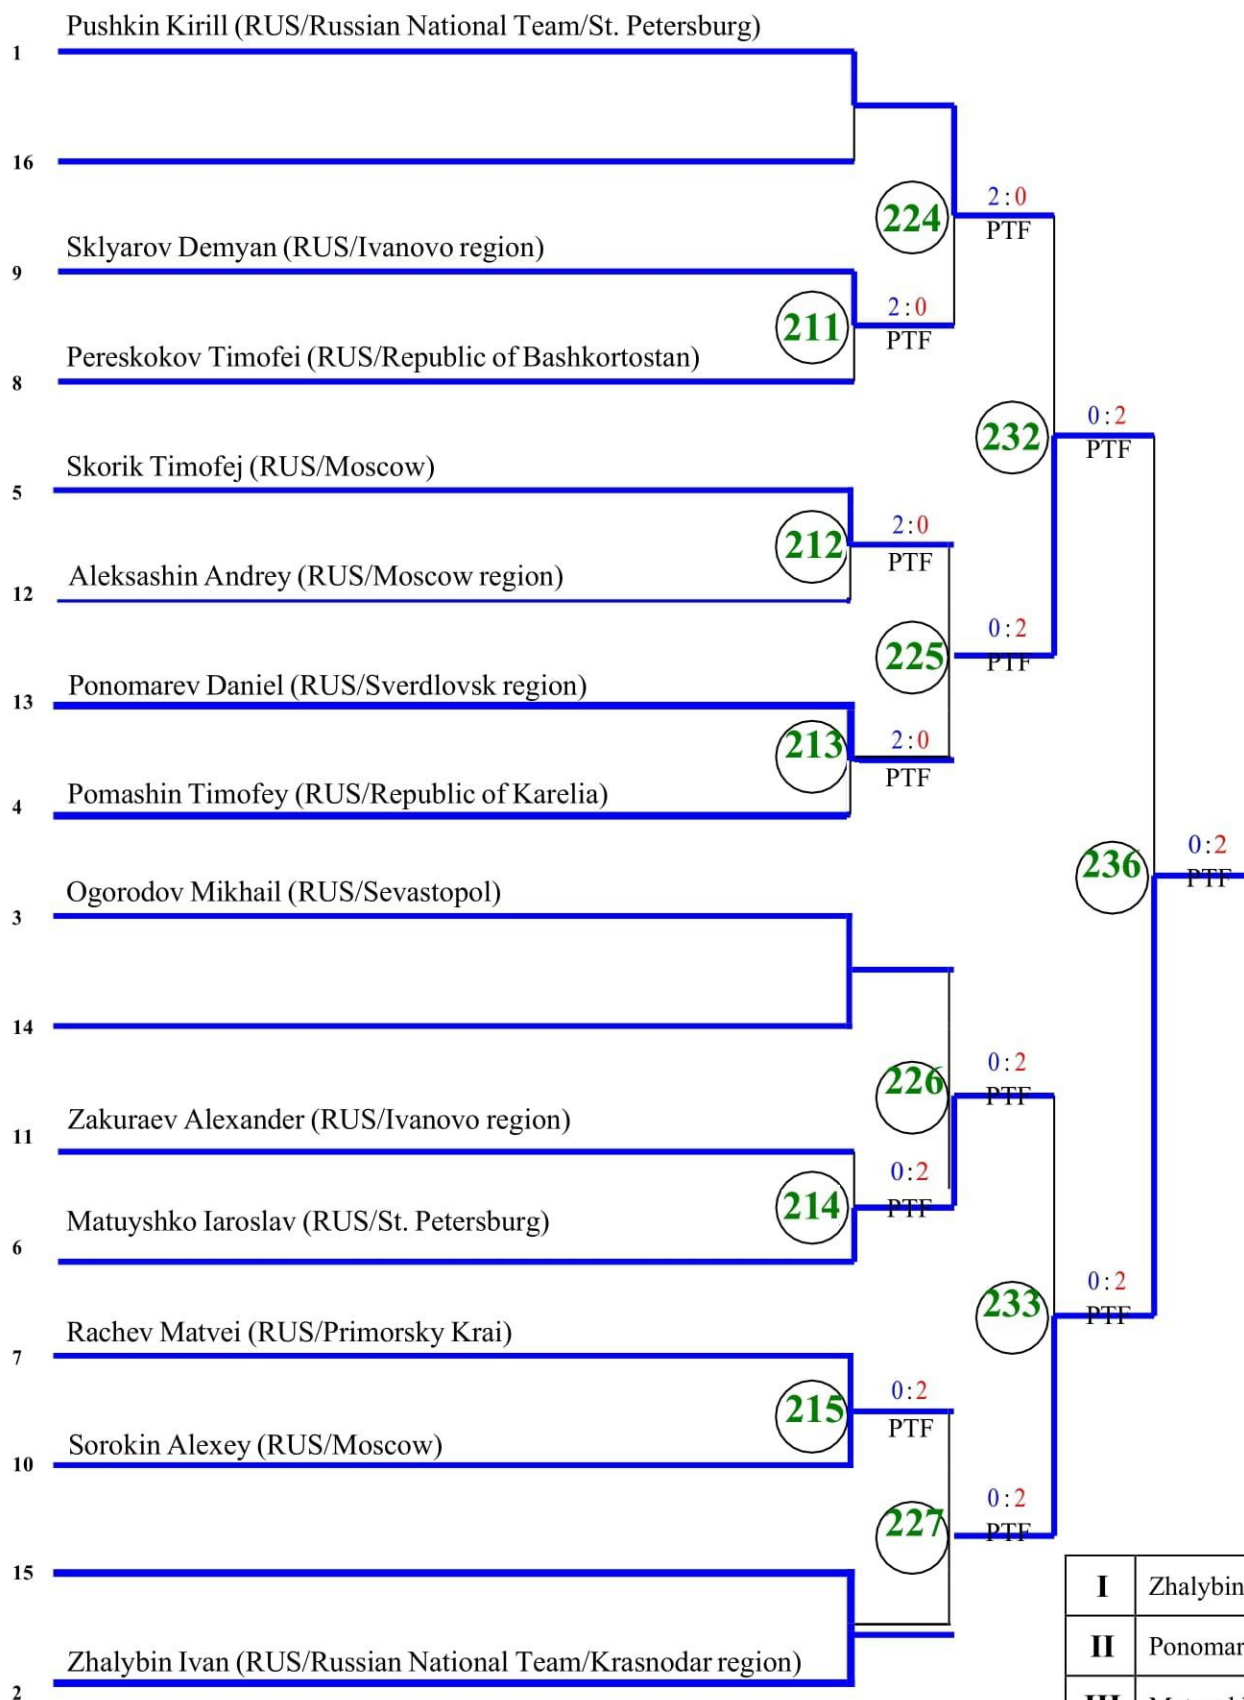 Pushkin Kirill (RUS/Russian National Team/St. Petersburg)
1
16
224
2:0
PTF
Sklyarov Demyan (RUS/Ivanovo region)
9
211
2:0
PTF
Pereskokov Timofei (RUS/Republic of Bashkortostan)
8
232
0:2
PTF
Skorik Timofej (RUS/Moscow)
5
212
2:0
PTF
Aleksashin Andrey (RUS/Moscow region)
12
225
0:2
PTF
Ponomarev Daniel (RUS/Sverdlovsk region)
13
213
2:0
PTF
Pomashin Timofey (RUS/Republic of Karelia)
4
236
0:2
PTF
Ogorodov Mikhail (RUS/Sevastopol)
3
14
226
0:2
PTF
Zakuraev Alexander (RUS/Ivanovo region)
11
214
0:2
PTF
Matuyshko Iaroslav (RUS/St. Petersburg)
6
233
0:2
PTF
Rachev Matvei (RUS/Primorsky Krai)
7
215
0:2
PTF
Sorokin Alexey (RUS/Moscow)
10
227
0:2
PTF
15
I Zhalybin
II Ponomar
Zhalybin Ivan (RUS/Russian National Team/Krasnodar region)
2